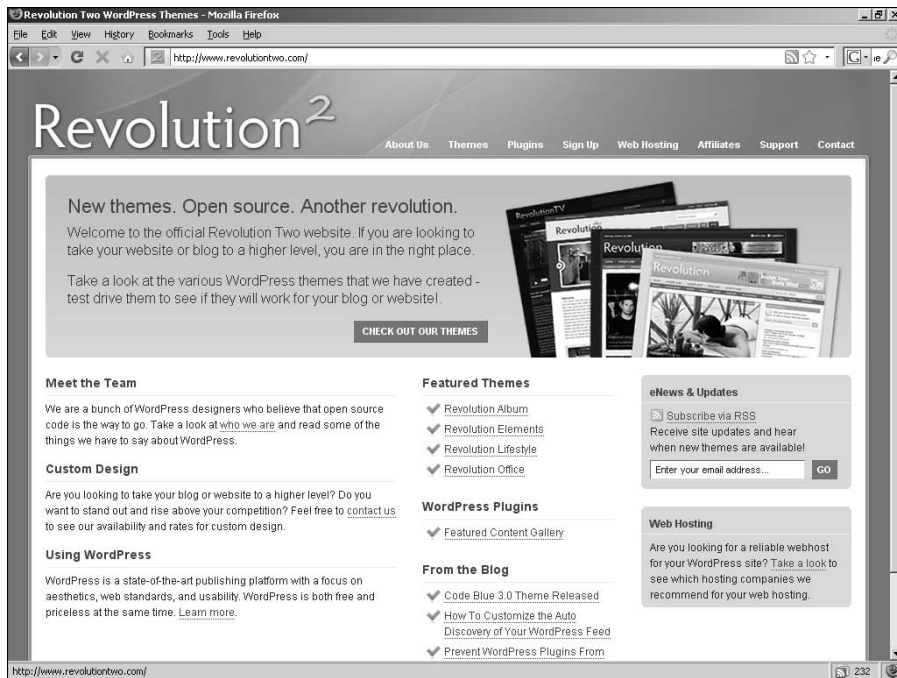 Revolution Two WordPress Themes - Mozilla Firefox
File Edit View History Bookmarks Tools Help
http://www.revolutiontwo.com/
G
Revolution²
About Us Themes Plugins Sign Up Web Hosting Affiliates Support Contact
New themes. Open source. Another revolution.
Welcome to the official Revolution Two website. If you are looking to
take your website or blog to a higher level, you are in the right place.
Take a look at the various WordPress themes that we have created -
test drive them to see if they will work for your blog or website!.
CHECK OUT OUR THEMES
RevolutionTV
Revolution
Revolution
Revolution
Meet the Team
We are a bunch of WordPress designers who believe that open source
code is the way to go. Take a look at who we are and read some of the
things we have to say about WordPress.
Custom Design
Are you looking to take your blog or website to a higher level? Do you
want to stand out and rise above your competition? Feel free to contact us
to see our availability and rates for custom design.
Using WordPress
WordPress is a state-of-the-art publishing platform with a focus on
aesthetics, web standards, and usability. WordPress is both free and
priceless at the same time. Learn more.
Featured Themes
Revolution Album
Revolution Elements
Revolution Lifestyle
Revolution Office
WordPress Plugins
Featured Content Gallery
From the Blog
Code Blue 3.0 Theme Released
How To Customize the Auto
Discovery of Your WordPress Feed
Prevent WordPress Plugins From
eNews & Updates
Subscribe via RSS
Receive site updates and hear
when new themes are available!
Enter your email address... GO
Web Hosting
Are you looking for a reliable webhost
for your WordPress site? Take a look to
see which hosting companies we
recommend for your web hosting.
http://www.revolutiontwo.com/
232